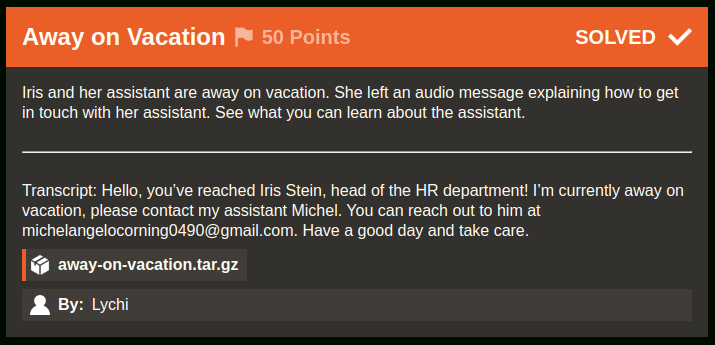 Away on Vacation 50 Points SOLVED
Iris and her assistant are away on vacation. She left an audio message explaining how to get
in touch with her assistant. See what you can learn about the assistant.
Transcript: Hello, you’ve reached Iris Stein, head of the HR department! I’m currently away on
vacation, please contact my assistant Michel. You can reach out to him at
michelangelocorning0490@gmail.com. Have a good day and take care.
away-on-vacation.tar.gz
By: Lychi